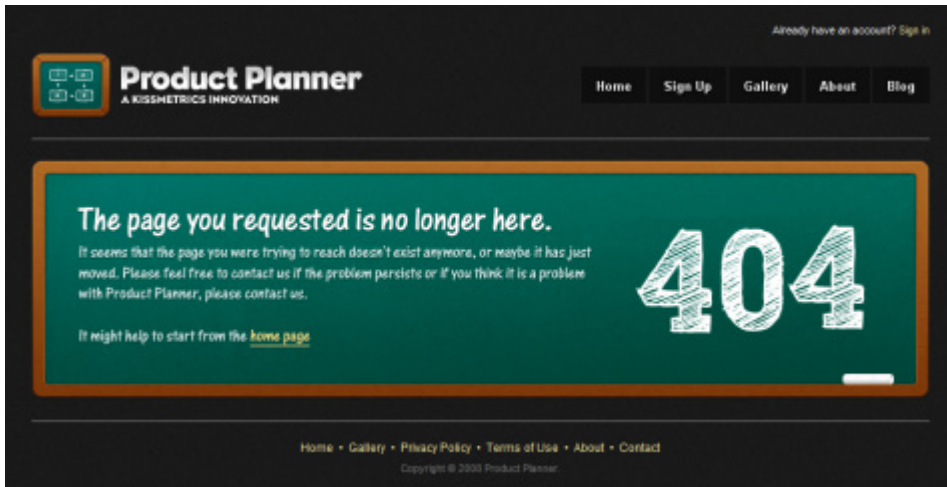 Already have an account? Sign in
Product Planner
A KISSMETRICS INNOVATION
Home Sign Up Gallery About Blog
The page you requested is no longer here.
It seems that the page you were trying to reach doesn't exist anymore, or maybe it has just
moved. Please feel free to contact us if the problem persists or if you think it is a problem
with Product Planner, please contact us.
It might help to start from the home page
404
Home • Gallery • Privacy Policy • Terms of Use • About • Contact
Copyright © 2008 Product Planner.